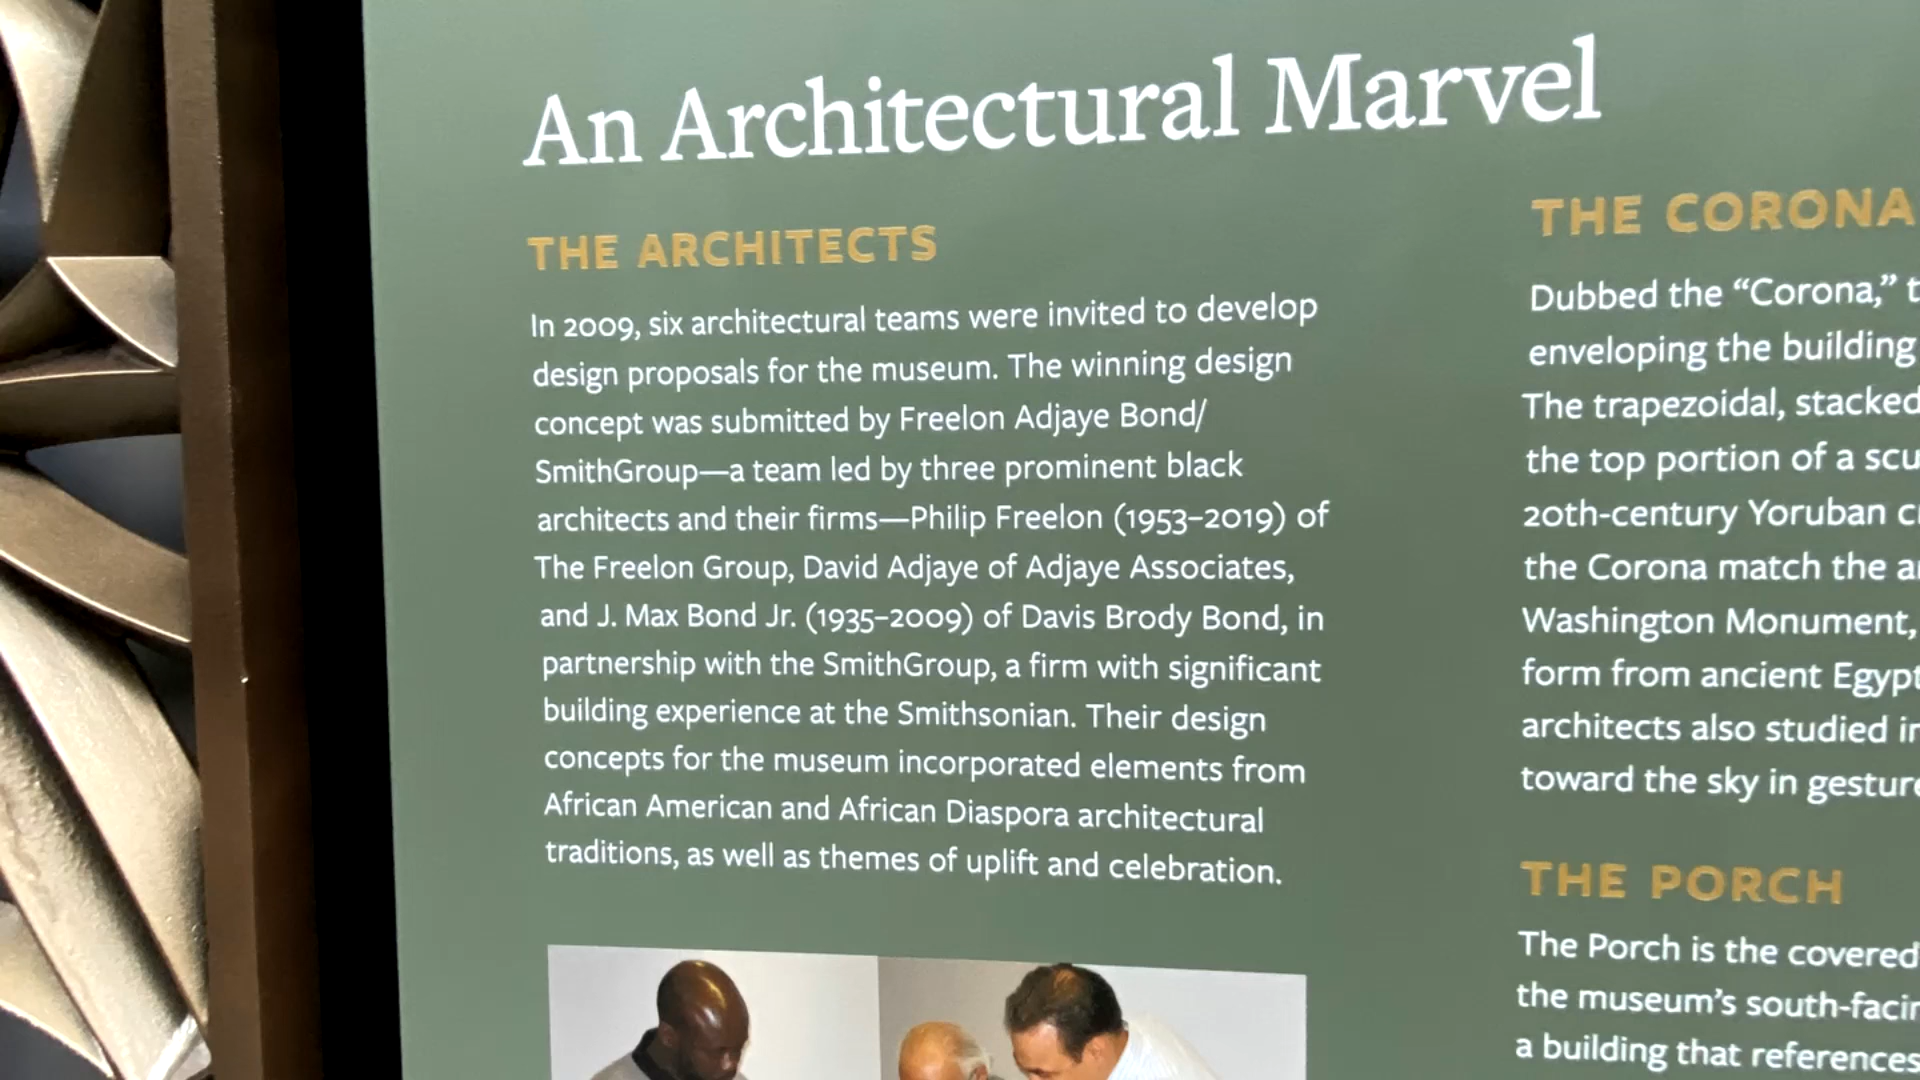 An Architectural Marvel
THE ARCHITECTS
In 2009, six architectural teams were invited to develop
design proposals for the museum. The winning design
concept was submitted by Freelon Adjaye Bond/
SmithGroup—a team led by three prominent black
architects and their firms—Philip Freelon (1953–2019) of
The Freelon Group, David Adjaye of Adjaye Associates,
and J. Max Bond Jr. (1935–2009) of Davis Brody Bond, in
partnership with the SmithGroup, a firm with significant
building experience at the Smithsonian. Their design
concepts for the museum incorporated elements from
African American and African Diaspora architectural
traditions, as well as themes of uplift and celebration.
THE CORONA
Dubbed the “Corona,”
enveloping the building
The trapezoidal, stacked
the top portion of a
20th-century Yoruban
the Corona match the
Washington Monument,
form from ancient
architects also studied
toward the sky in
THE PORCH
The Porch is the covered
the museum’s
a building that references